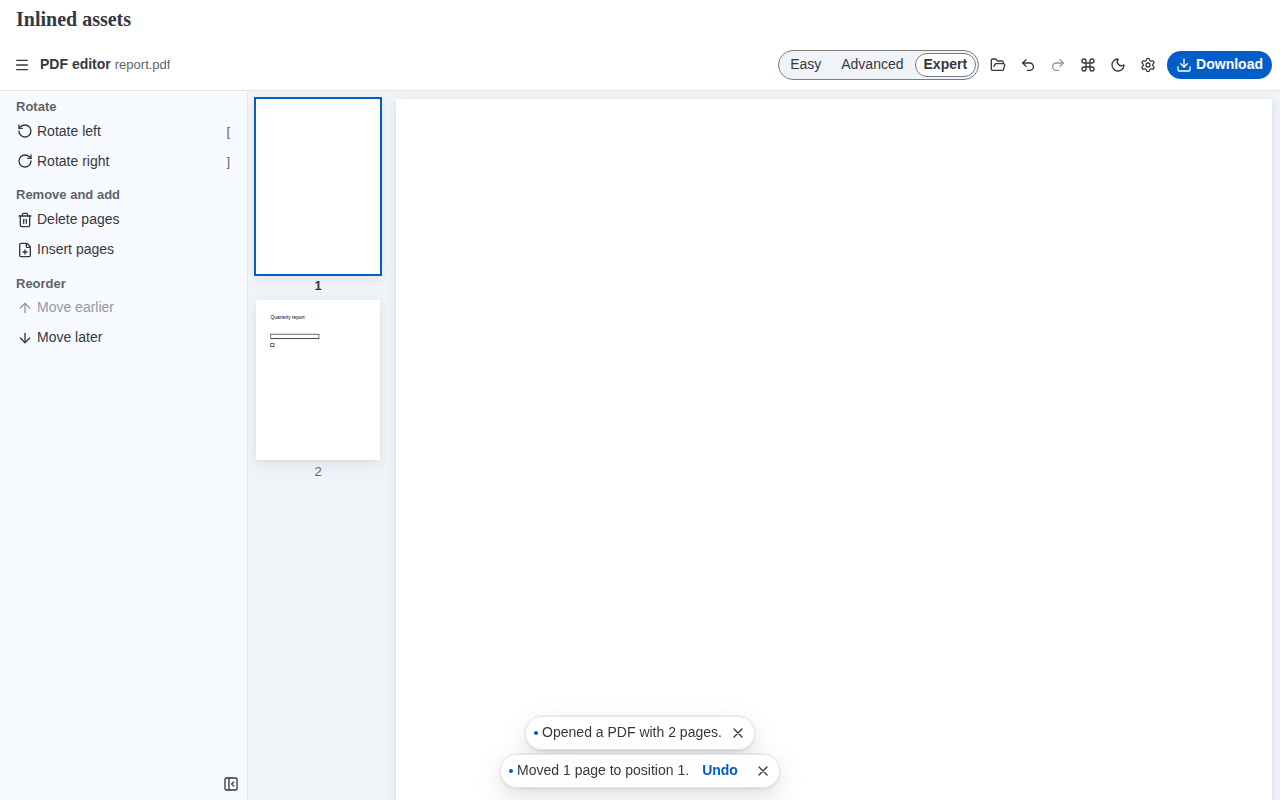 Inlined assets
PDF editor report.pdf
Easy Advanced Expert
Download
Rotate
Rotate left [
Rotate right ]
Remove and add
Delete pages
Insert pages
Reorder
Move earlier
Move later
1
Quarterly report
2
Opened a PDF with 2 pages.
Moved 1 page to position 1. Undo